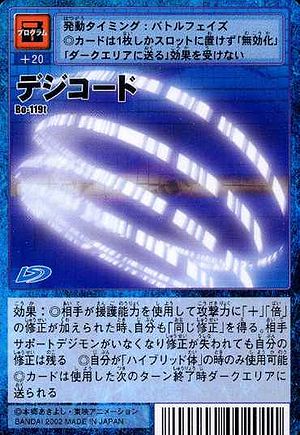 プログラム
+20
発動タイミング：バトルフェイズ
◎カードは1枚しかスロットに置けず「無効化」
「ダークエリアに送る」効果を受けない
デジコード
Bo-119t
効果：◎相手が援護能力を使用して攻撃力に「＋」「倍」
の修正が加えられた時、自分も「同じ修正」を得る。相手
サポートデジモンがいなくなり修正が失われても自分の
修正は残る　◎自分が「ハイブリッド体」の時のみ使用可能
◎カードは使用した次のターン終了時ダークエリアに
送られる
©本郷あきよし・東映アニメーション
BANDAI 2002 MADE IN JAPAN